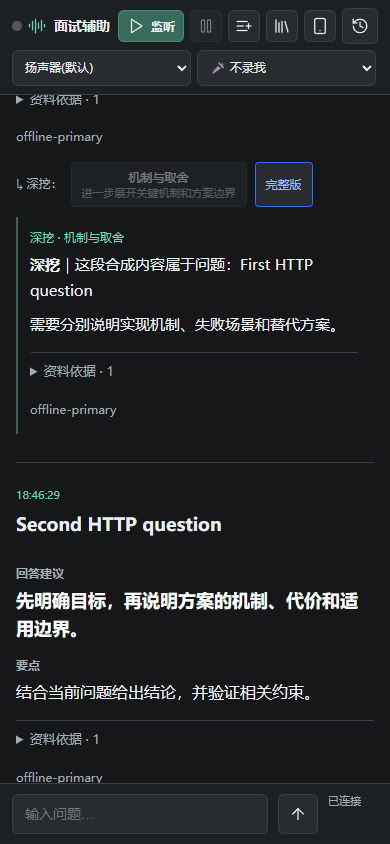 面试辅助
监听
扬声器(默认)
不录我
资料依据 · 1
offline-primary
↳ 深挖:
机制与取舍
进一步展开关键机制和方案边界
完整版
深挖 · 机制与取舍
深挖 | 这段合成内容属于问题: First HTTP
question
需要分别说明实现机制、失败场景和替代方案。
资料依据 · 1
offline-primary
18:46:29
Second HTTP question
回答建议
先明确目标，再说明方案的机制、代价和适
用边界。
要点
结合当前问题给出结论，并验证相关约束。
资料依据 · 1
offline-primary
输入问题...
已连接